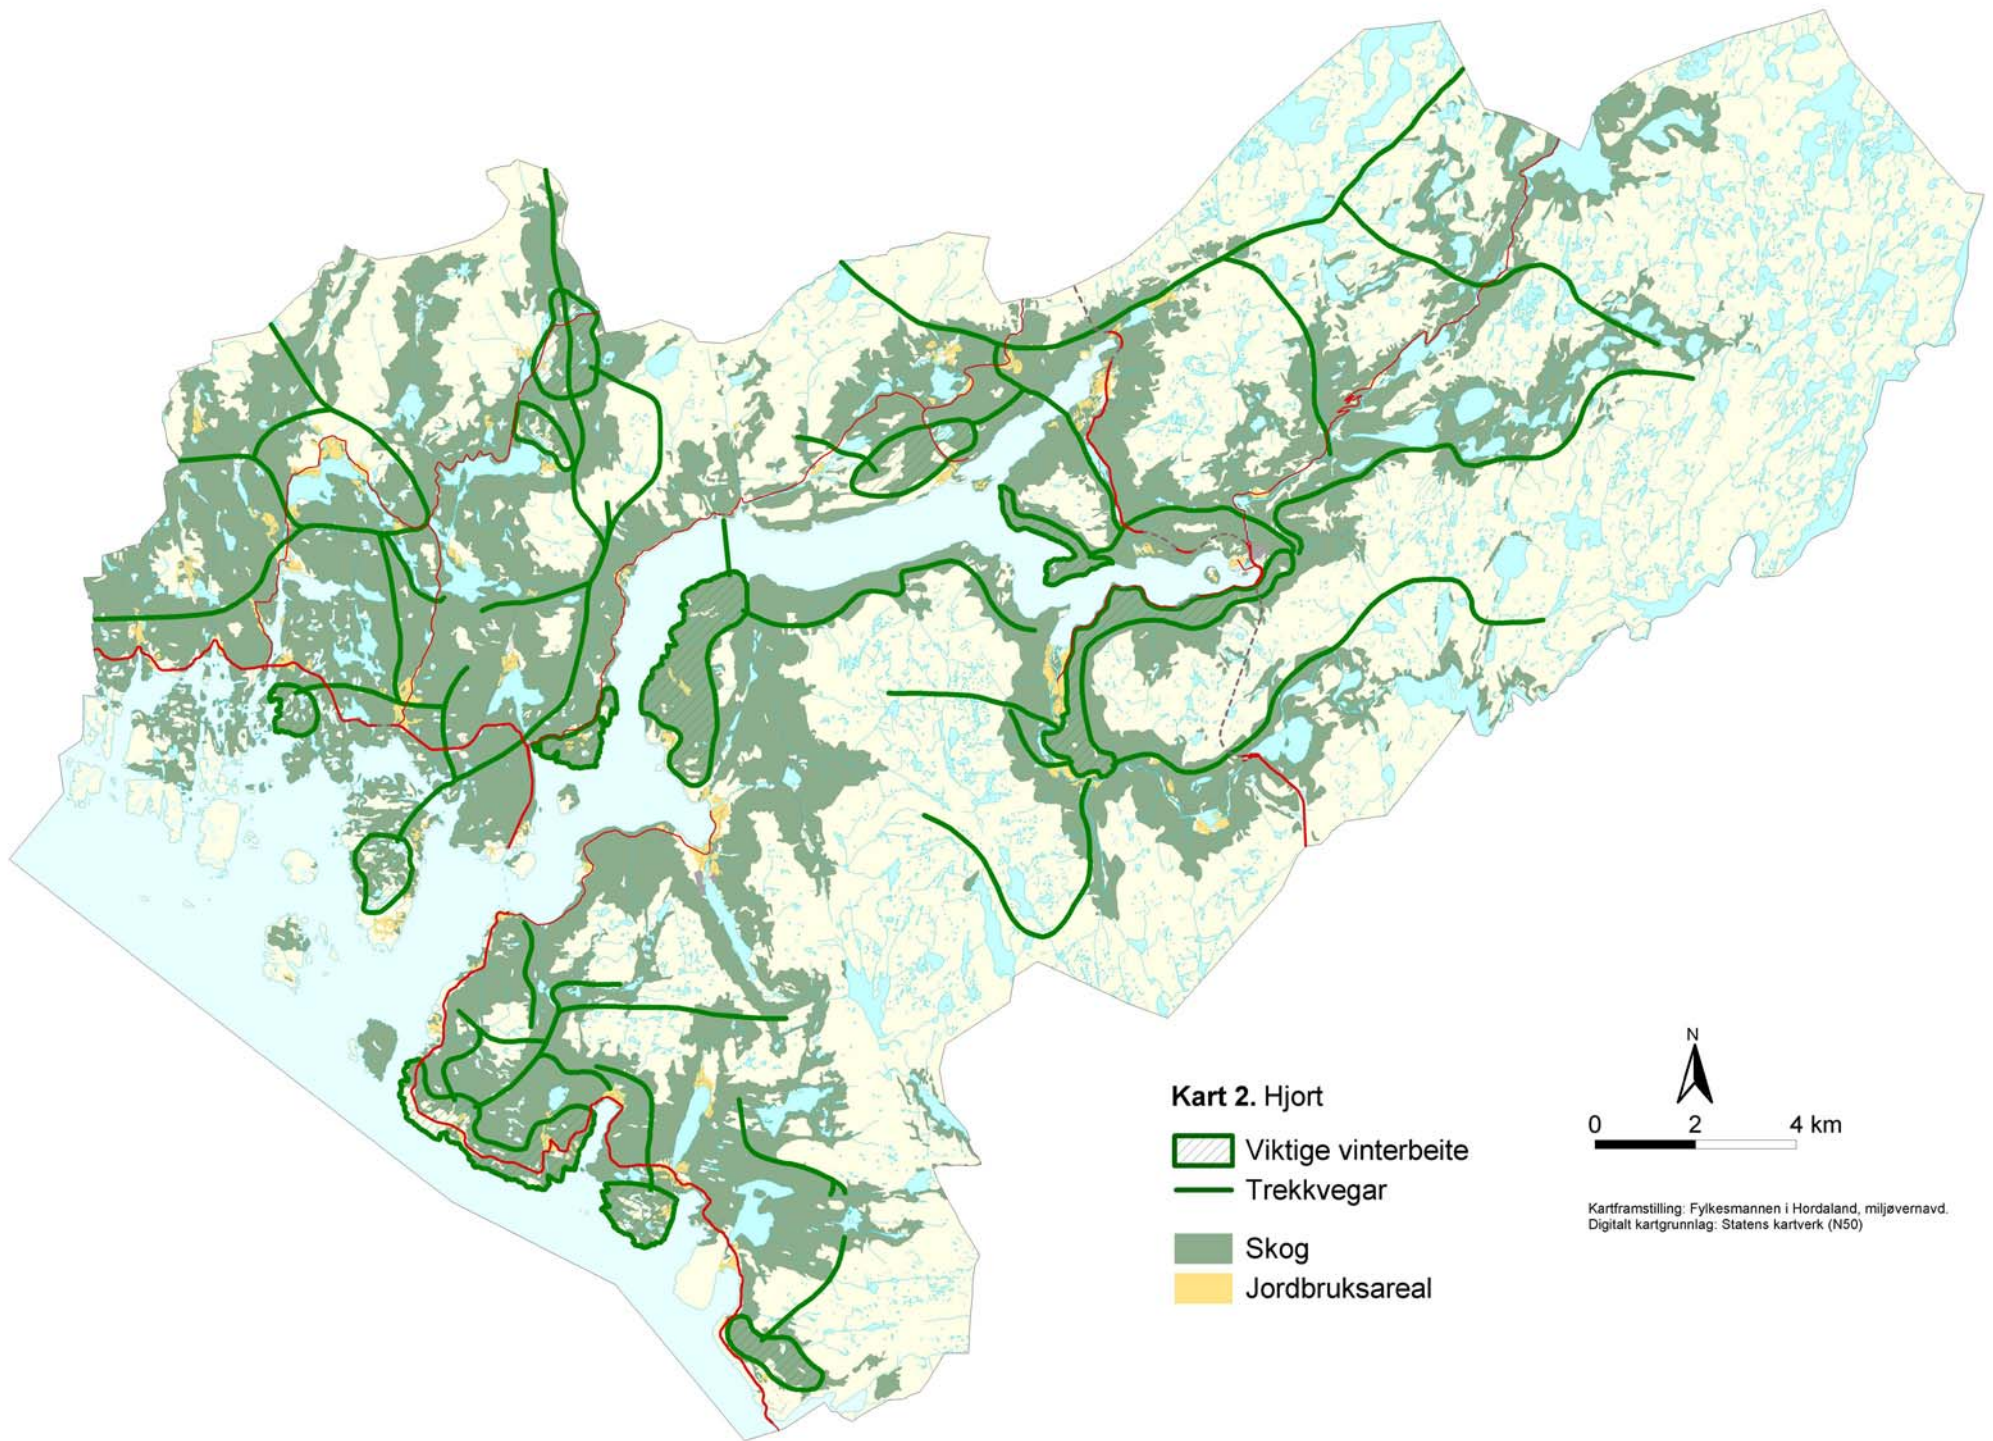 Kart 2. Hjort
Viktige vinterbeite
Trekkvegar
Skog
Jordbruksareal
N
0 2 4 km
Kartframstilling: Fylkesmannen i Hordaland, miljøvernavd.
Digitalt kartgrunnlag: Statens kartverk (N50)